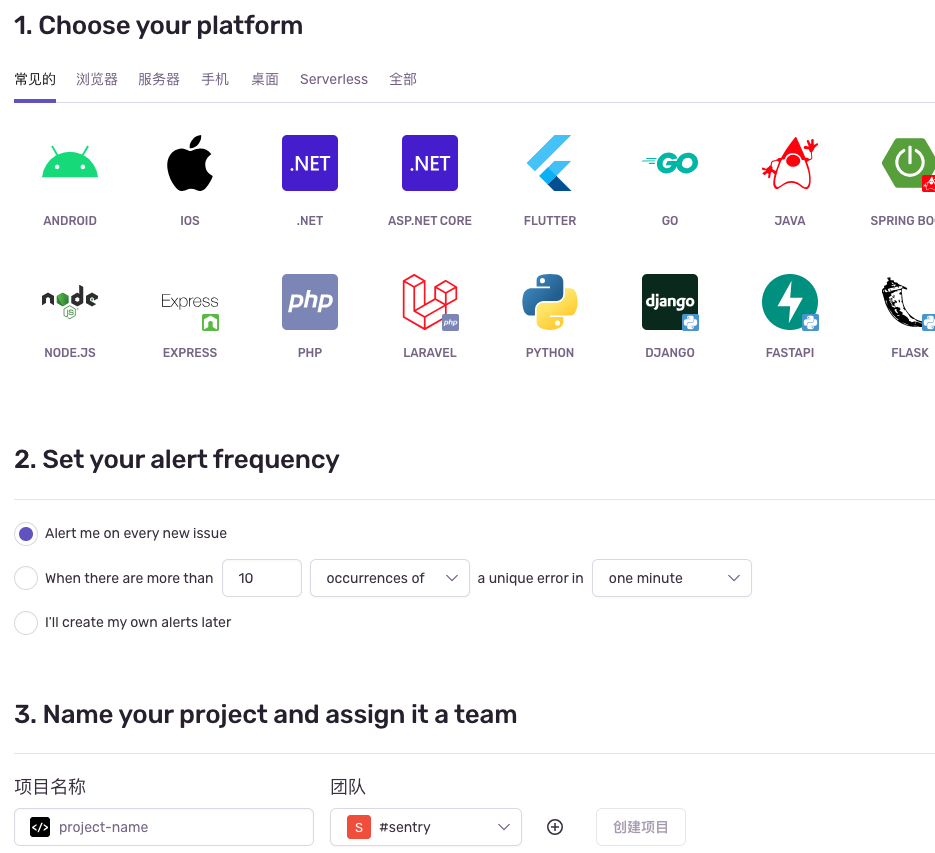 1. Choose your platform
常见的 浏览器 服务器 手机 桌面 Serverless 全部
.NET .NET GO
ANDROID IOS .NET ASP.NET CORE FLUTTER GO JAVA SPRING BO
node JS Express php php django
NODE.JS EXPRESS PHP LARAVEL PYTHON DJANGO FASTAPI FLASK
2. Set your alert frequency
Alert me on every new issue
When there are more than 10 occurrences of a unique error in one minute
I'll create my own alerts later
3. Name your project and assign it a team
项目名称 团队
</> project-name S #sentry 创建项目